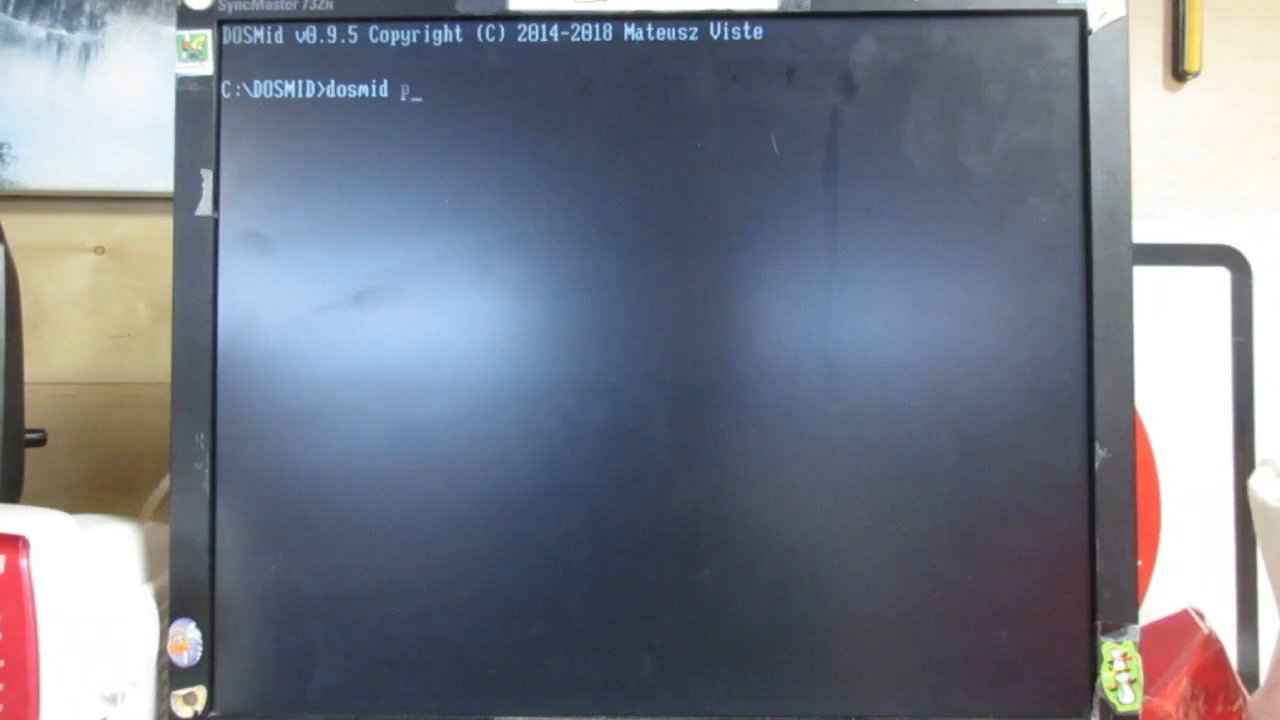 SyncMaster 732N
DOSMid v0.9.5 Copyright (C) 2014-2018 Mateusz Viste
C:\DOSMID>dosmid p_